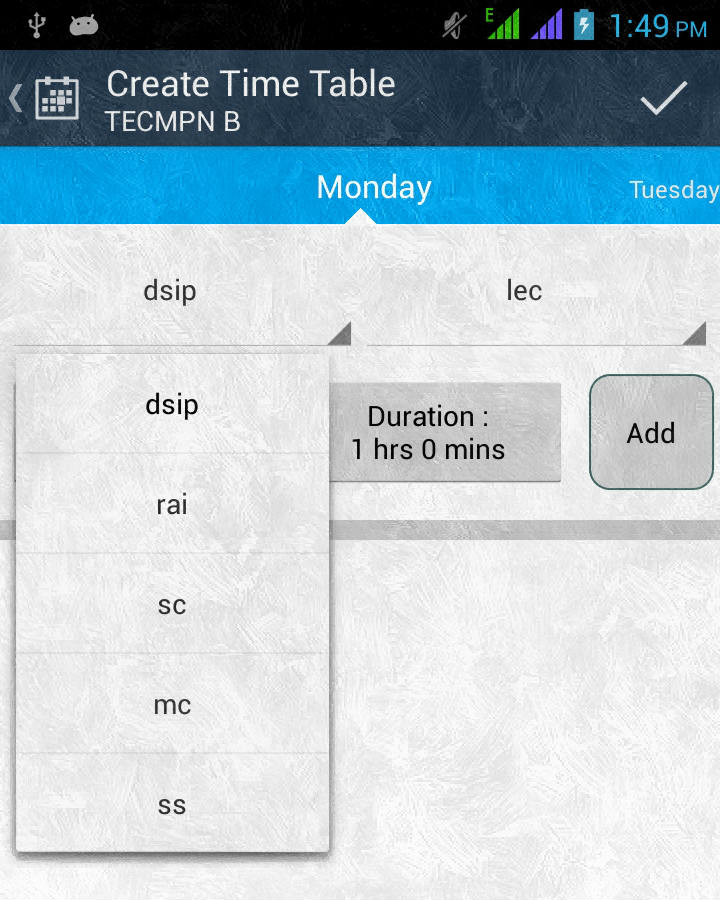 E
1:49 PM
Create Time Table
TECMPN B
Monday
Tuesday
dsip
lec
dsip
rai
sc
mc
ss
Duration :
1 hrs 0 mins
Add